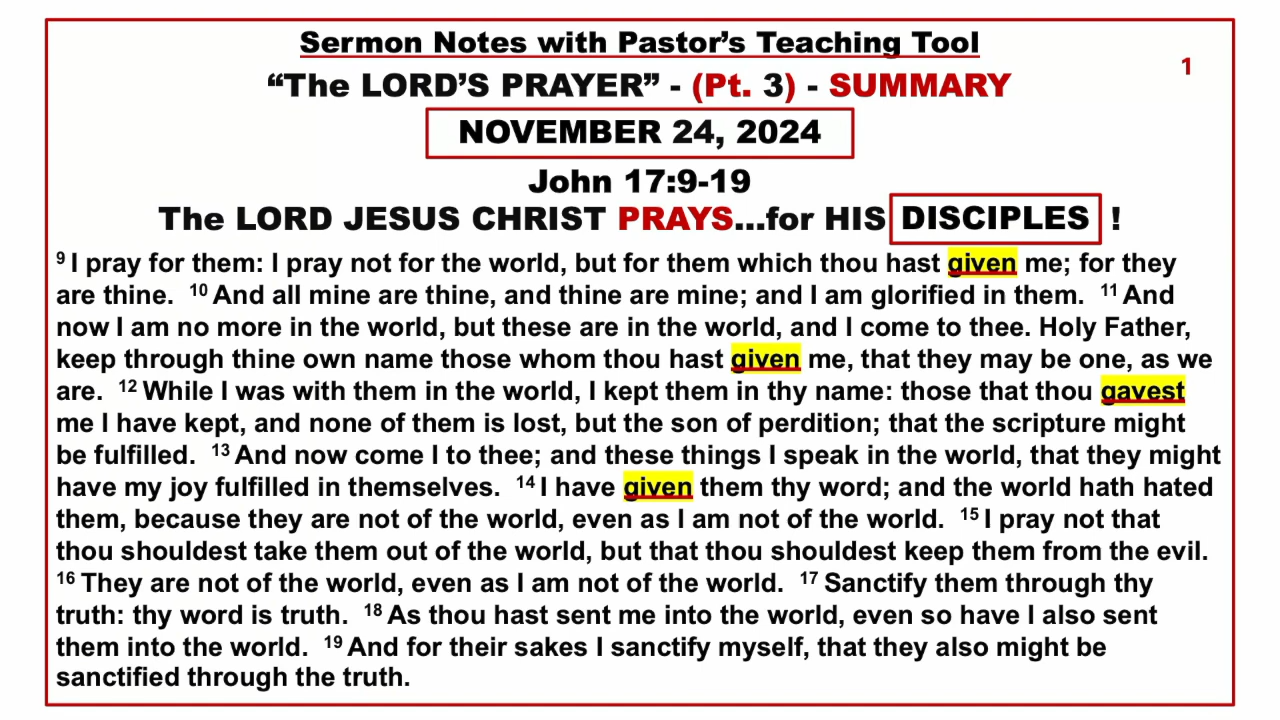 Sermon Notes with Pastor’s Teaching Tool
“The LORD’S PRAYER” - (Pt. 3) - SUMMARY
1
NOVEMBER 24, 2024
John 17:9-19
The LORD JESUS CHRIST PRAYS...for HIS DISCIPLES !
9 I pray for them: I pray not for the world, but for them which thou hast given me; for they
are thine. 10 And all mine are thine, and thine are mine; and I am glorified in them. 11 And
now I am no more in the world, but these are in the world, and I come to thee. Holy Father,
keep through thine own name those whom thou hast given me, that they may be one, as we
are. 12 While I was with them in the world, I kept them in thy name: those that thou gavest
me I have kept, and none of them is lost, but the son of perdition; that the scripture might
be fulfilled. 13 And now come I to thee; and these things I speak in the world, that they might
have my joy fulfilled in themselves. 14 I have given them thy word; and the world hath hated
them, because they are not of the world, even as I am not of the world. 15 I pray not that
thou shouldest take them out of the world, but that thou shouldest keep them from the evil.
16 They are not of the world, even as I am not of the world. 17 Sanctify them through thy
truth: thy word is truth. 18 As thou hast sent me into the world, even so have I also sent
them into the world. 19 And for their sakes I sanctify myself, that they also might be
sanctified through the truth.